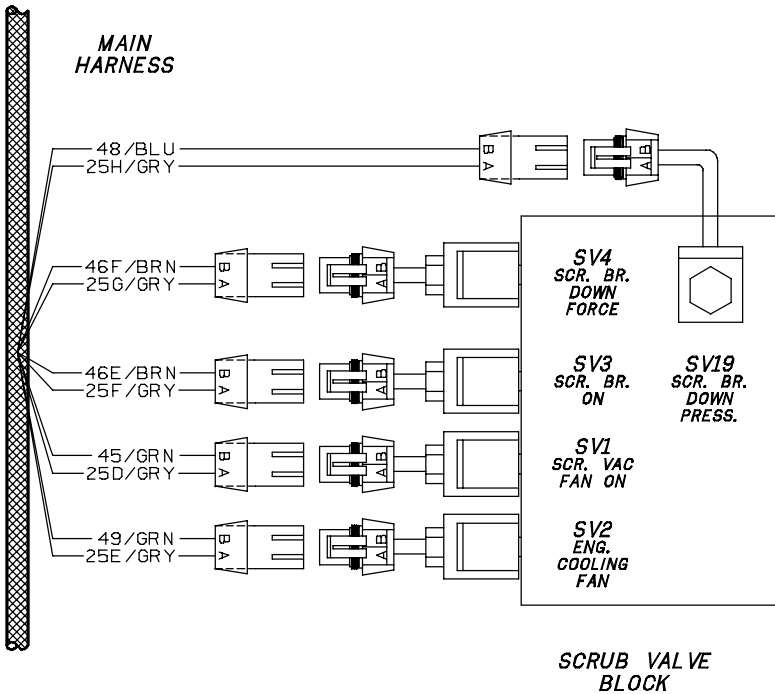 MAIN
HARNESS
48/BLU
25H/GRY
B
A
B
A
46F/BRN
25G/GRY
B
A
B
A
SV4
SCR. BR.
DOWN
FORCE
46E/BRN
25F/GRY
B
A
B
A
SV3
SCR. BR.
ON
SV19
SCR. BR.
DOWN
PRESS.
45/GRN
25D/GRY
B
A
B
A
SV1
SCR. VAC
FAN ON
49/GRN
25E/GRY
B
A
B
A
SV2
ENG.
COOLING
FAN
SCRUB VALVE
BLOCK